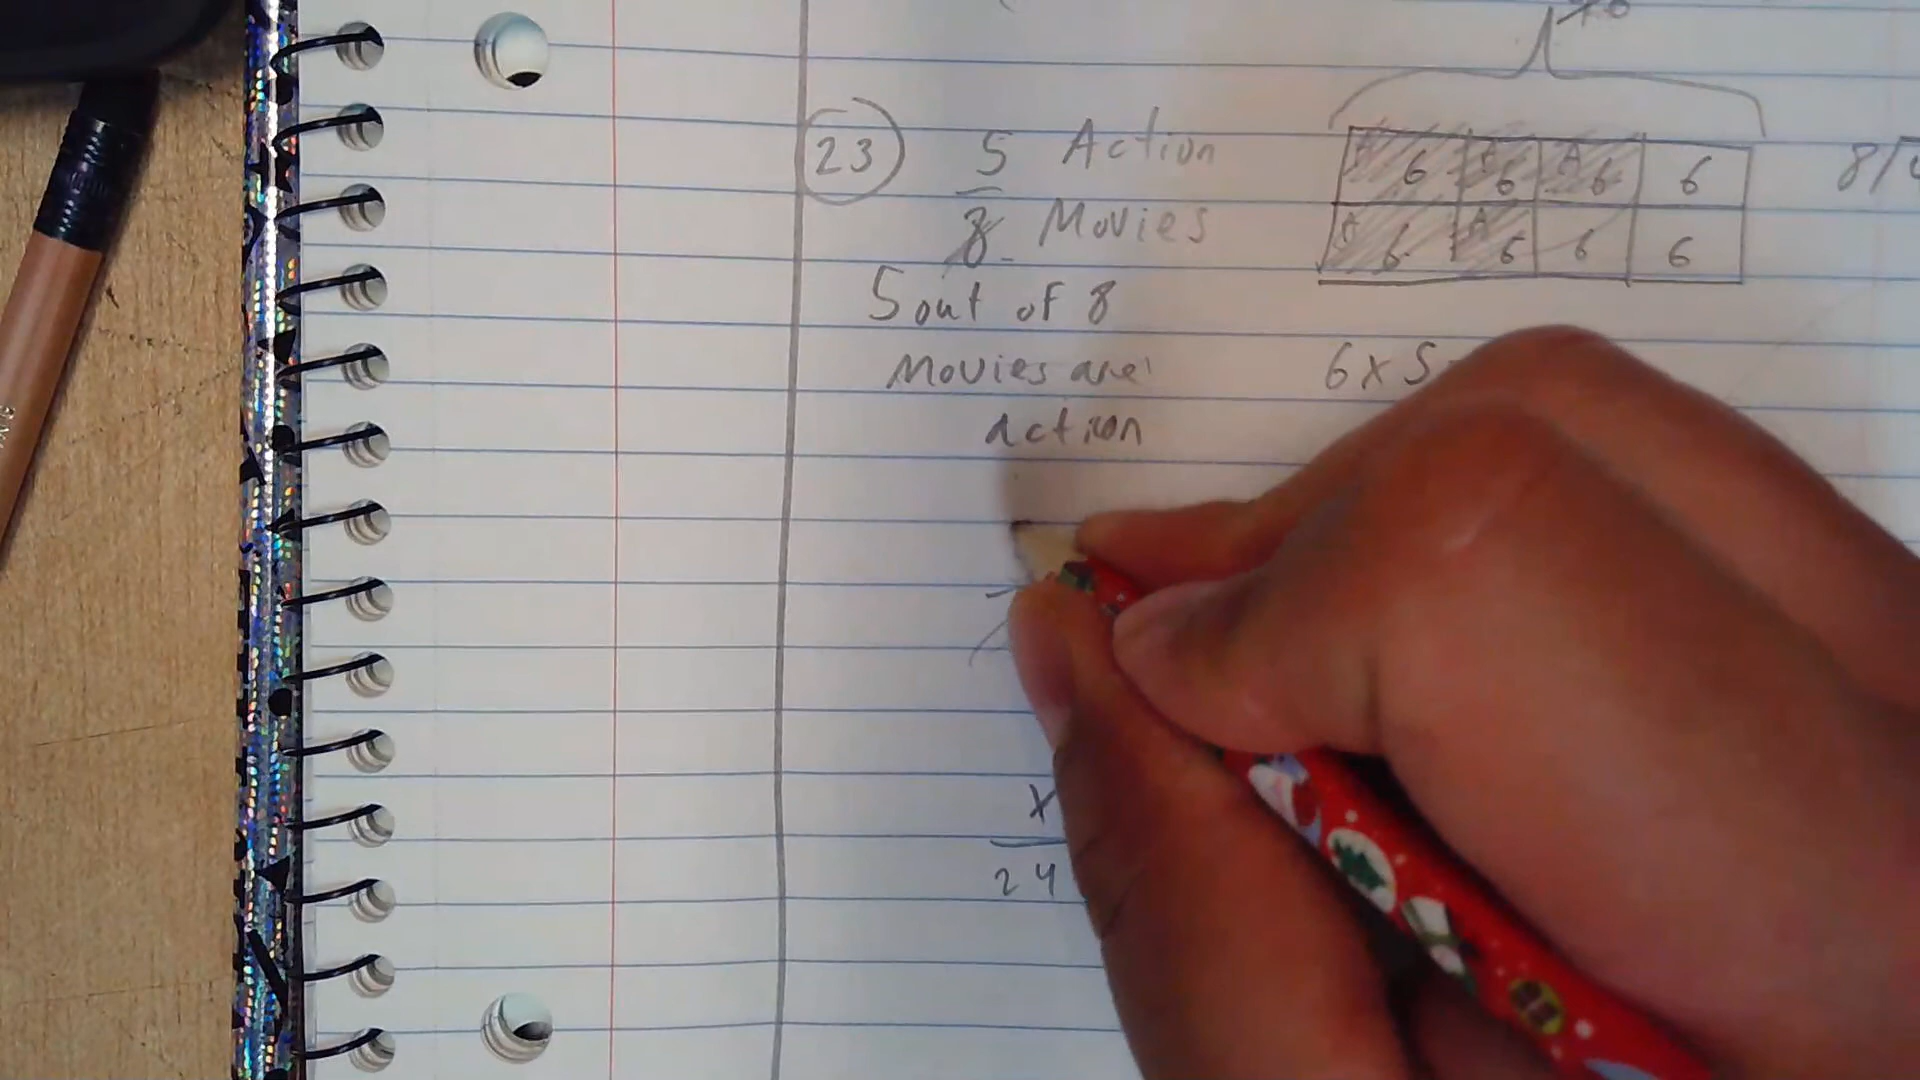 23
5 Action
8 Movies
5 out of 8
Movies are
action
A 6 A 6 A 6 6
A 6 A 6 6 6
8
6 x 5
x
24